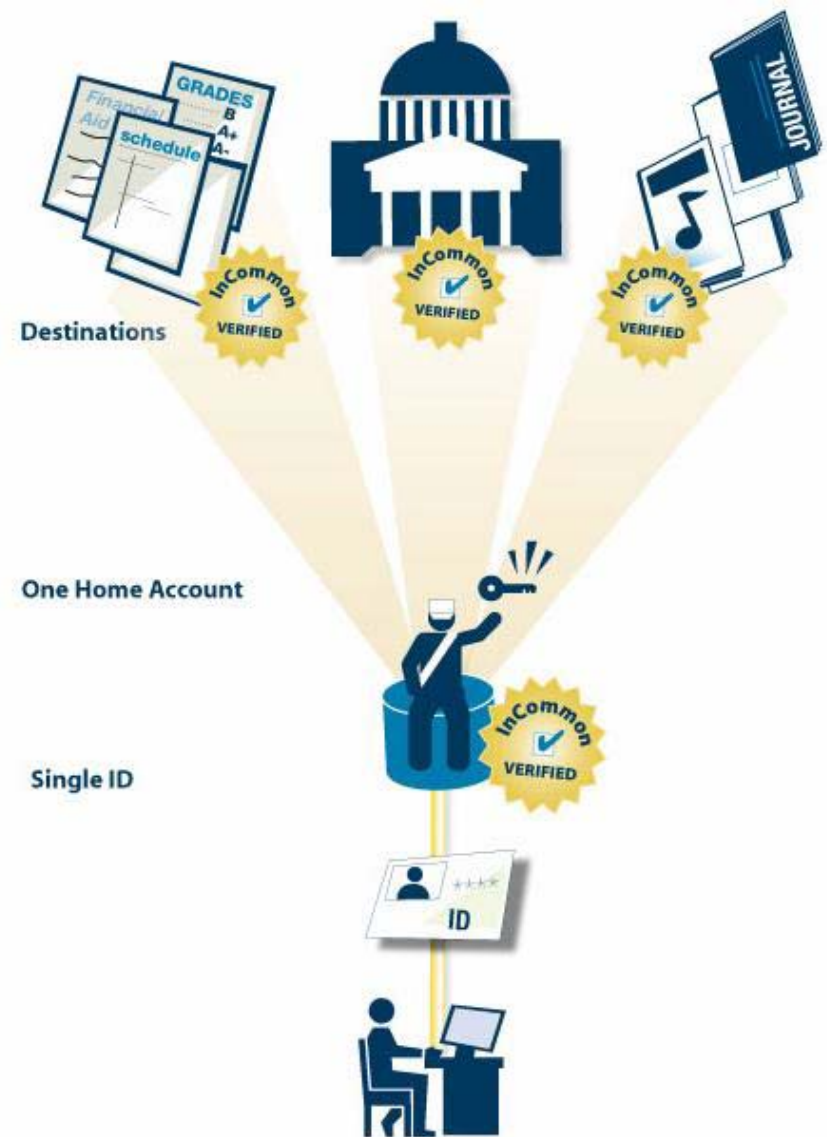 Financial
Aid
GRADES
B
A+
A-
schedule
JOURNAL
InCommon
VERIFIED
InCommon
VERIFIED
InCommon
VERIFIED
Destinations
One Home Account
InCommon
VERIFIED
Single ID
****
ID